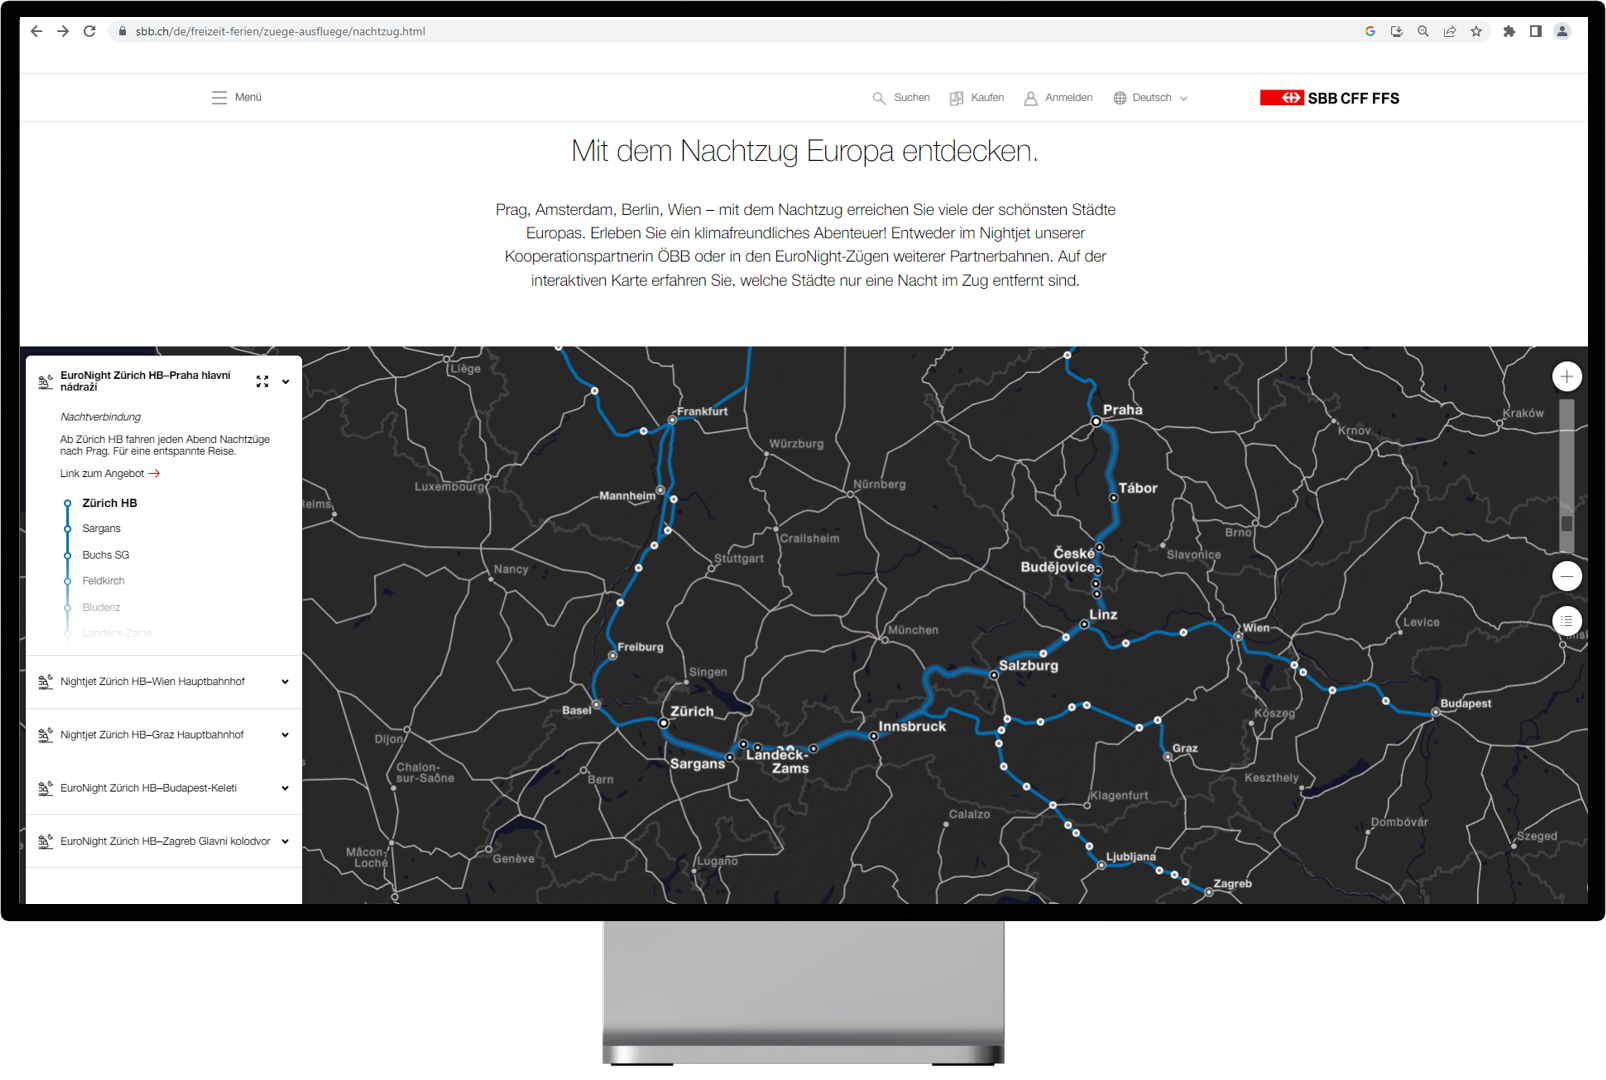 sbb.ch/de/freizeit-ferien/zuege-ausfluege/nachtzug.html
Menü
Suchen
Kaufen
Anmelden
Deutsch
SBB CFF FFS
Mit dem Nachtzug Europa entdecken.
Prag, Amsterdam, Berlin, Wien – mit dem Nachtzug erreichen Sie viele der schönsten Städte
Europas. Erleben Sie ein klimafreundliches Abenteuer! Entweder im Nightjet unserer
Kooperationspartnerin ÖBB oder in den EuroNight-Zügen weiterer Partnerbahnen. Auf der
interaktiven Karte erfahren Sie, welche Städte nur eine Nacht im Zug entfernt sind.
EuroNight Zürich HB–Praha hlavní
nádraží
Nachtverbindung
Ab Zürich HB fahren jeden Abend Nachtzüge
nach Prag. Für eine entspannte Reise.
Link zum Angebot
Zürich HB
Sargans
Buchs SG
Feldkirch
Bludenz
Landeck-Zams
Nightjet Zürich HB–Wien Hauptbahnhof
Nightjet Zürich HB–Graz Hauptbahnhof
EuroNight Zürich HB–Budapest-Keleti
EuroNight Zürich HB–Zagreb Glavni kolodvor
Liège
Frankfurt
Praha
Kraków
Krnov
Würzburg
Luxembourg
Mannheim
Nürnberg
Tábor
Crailsheim
Brno
Stuttgart
České
Budějovice
Slavonice
Nancy
Linz
Levice
München
Wien
Freiburg
Salzburg
Singen
Basel
Zürich
Innsbruck
Kőszeg
Budapest
Dijon
Sargans
Landeck-
Zams
Graz
Chalon-
sur-Saône
Bern
Keszthely
Klagenfurt
Calalzo
Dombóvár
Szeged
Mâcon-
Loché
Genève
Lugano
Ljubljana
Zagreb